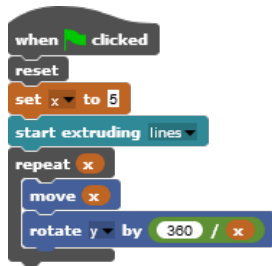 when clicked
reset
set x to 5
start extruding lines
repeat x
move x
rotate y by 360 / x